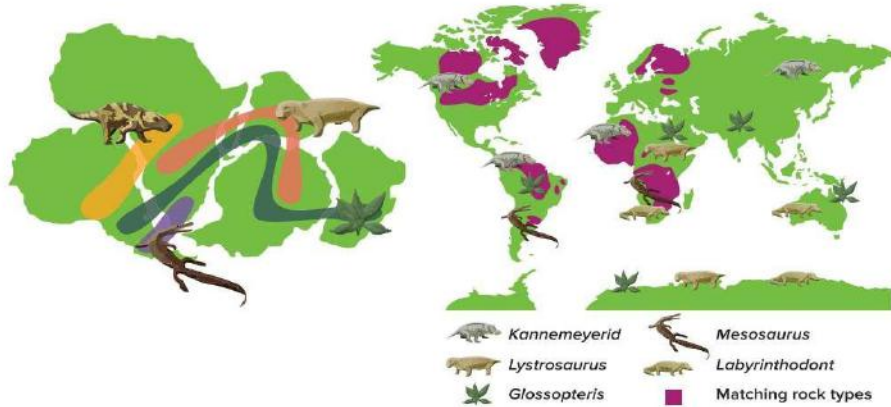 Kannemeyerid
Mesosaurus
Lystrosaurus
Labyrinthodont
Glossopteris
Matching rock types